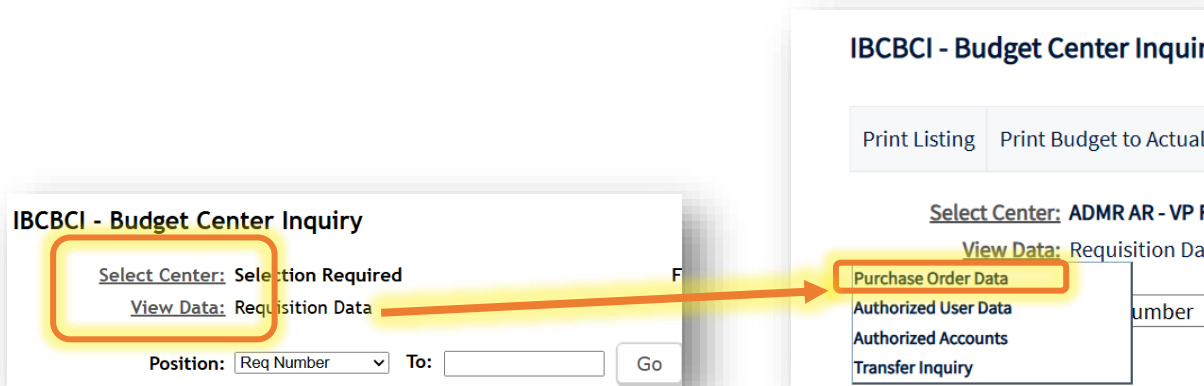 IBCBCI - Budget Center Inquiry
Select Center: Selection Required F
View Data: Requisition Data
Position: Req Number To: Go
IBCBCI - Budget Center Inquir
Print Listing Print Budget to Actual
Select Center: ADMR AR - VP F
View Data: Requisition Da
Purchase Order Data
Authorized User Data umber
Authorized Accounts
Transfer Inquiry